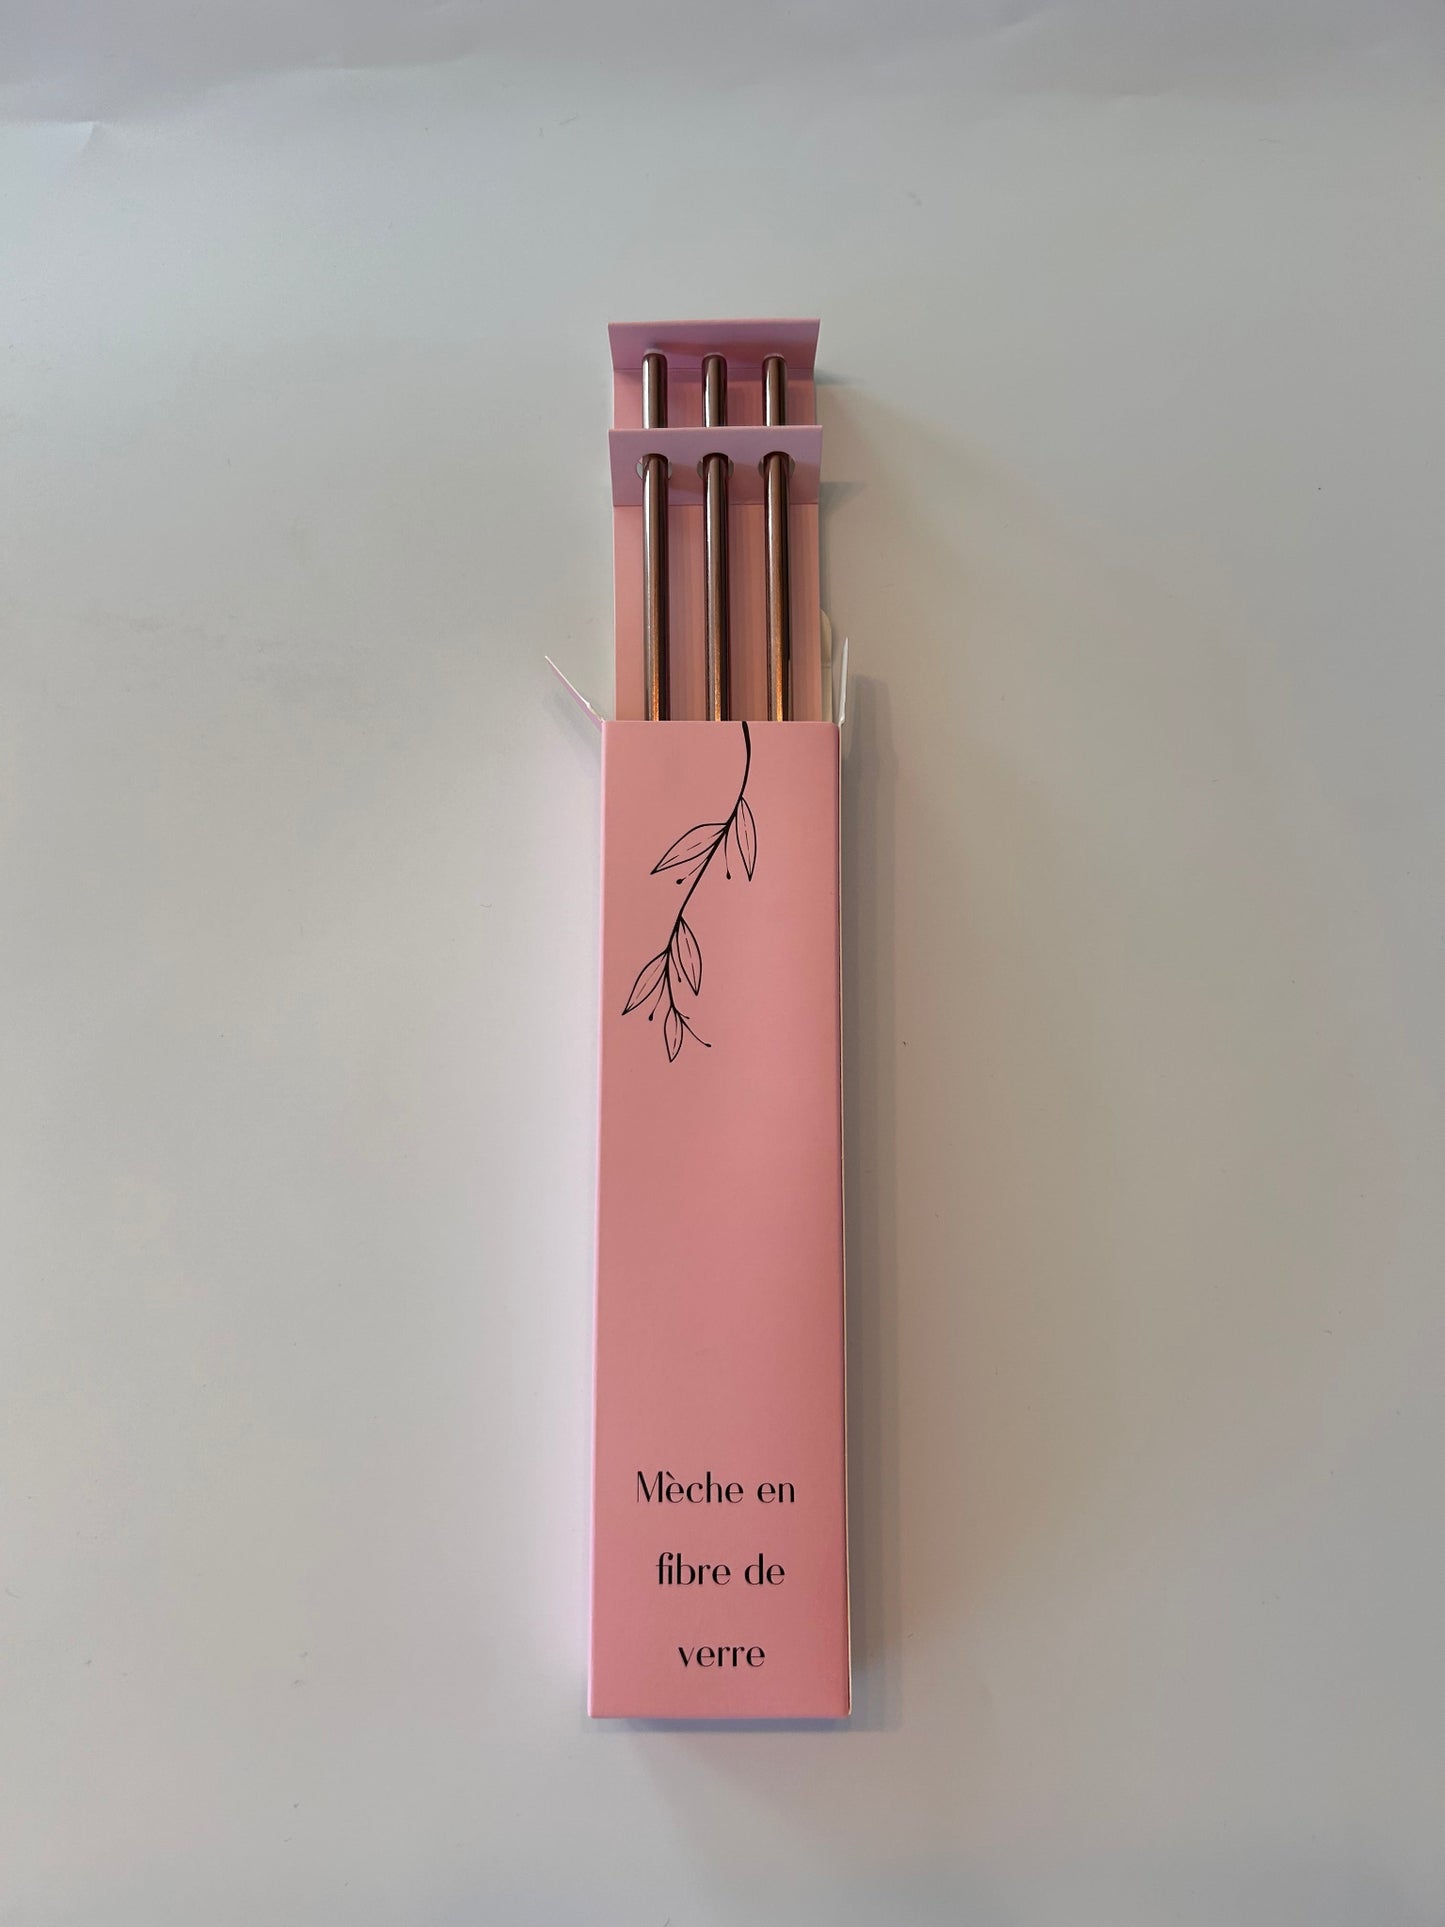 Mèche en
fibre de
verre